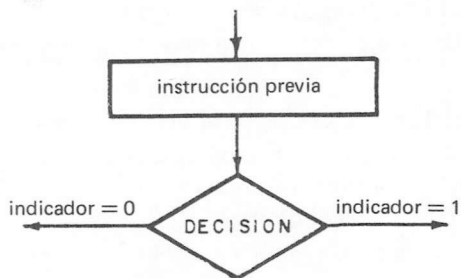 instrucción previa
indicador = 0
DECISION
indicador = 1